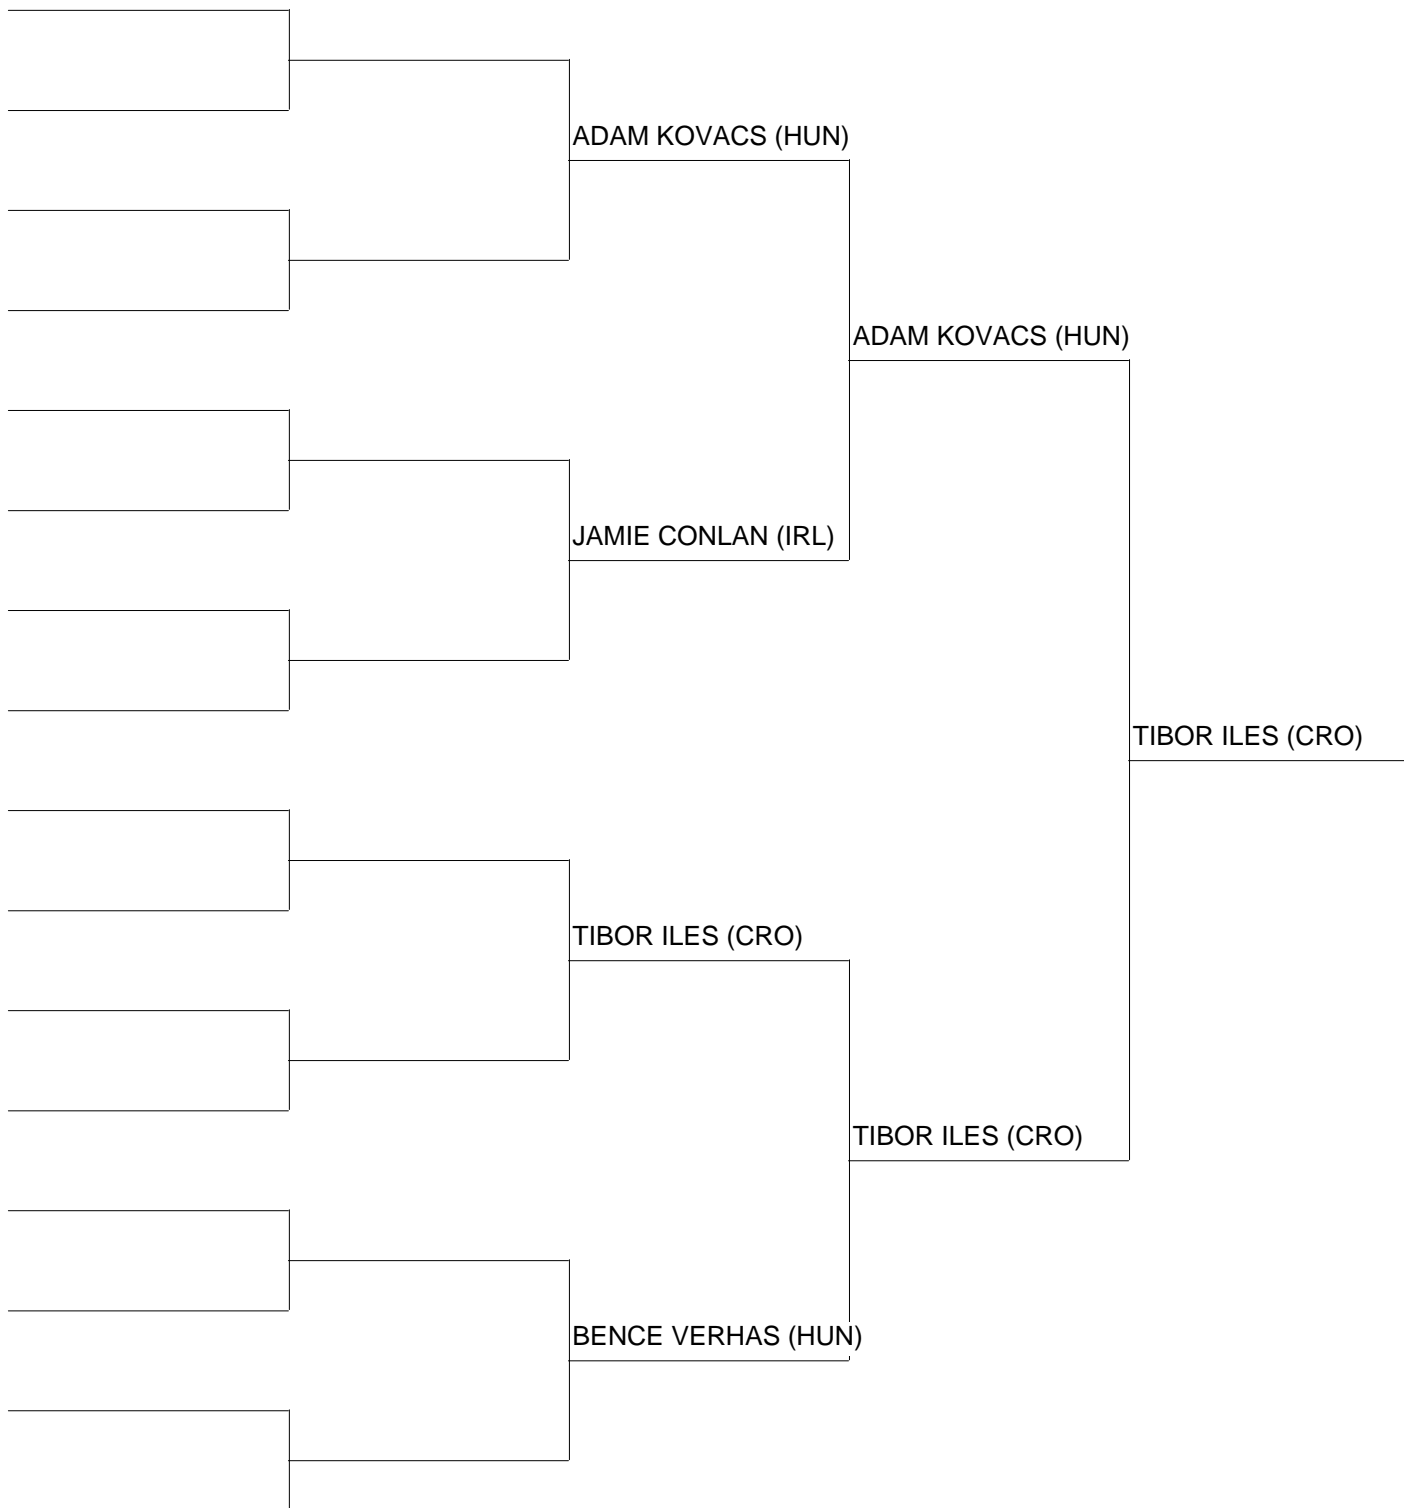 ADAM KOVACS (HUN)
ADAM KOVACS (HUN)
JAMIE CONLAN (IRL)
TIBOR ILES (CRO)
TIBOR ILES (CRO)
TIBOR ILES (CRO)
BENCE VERHAS (HUN)